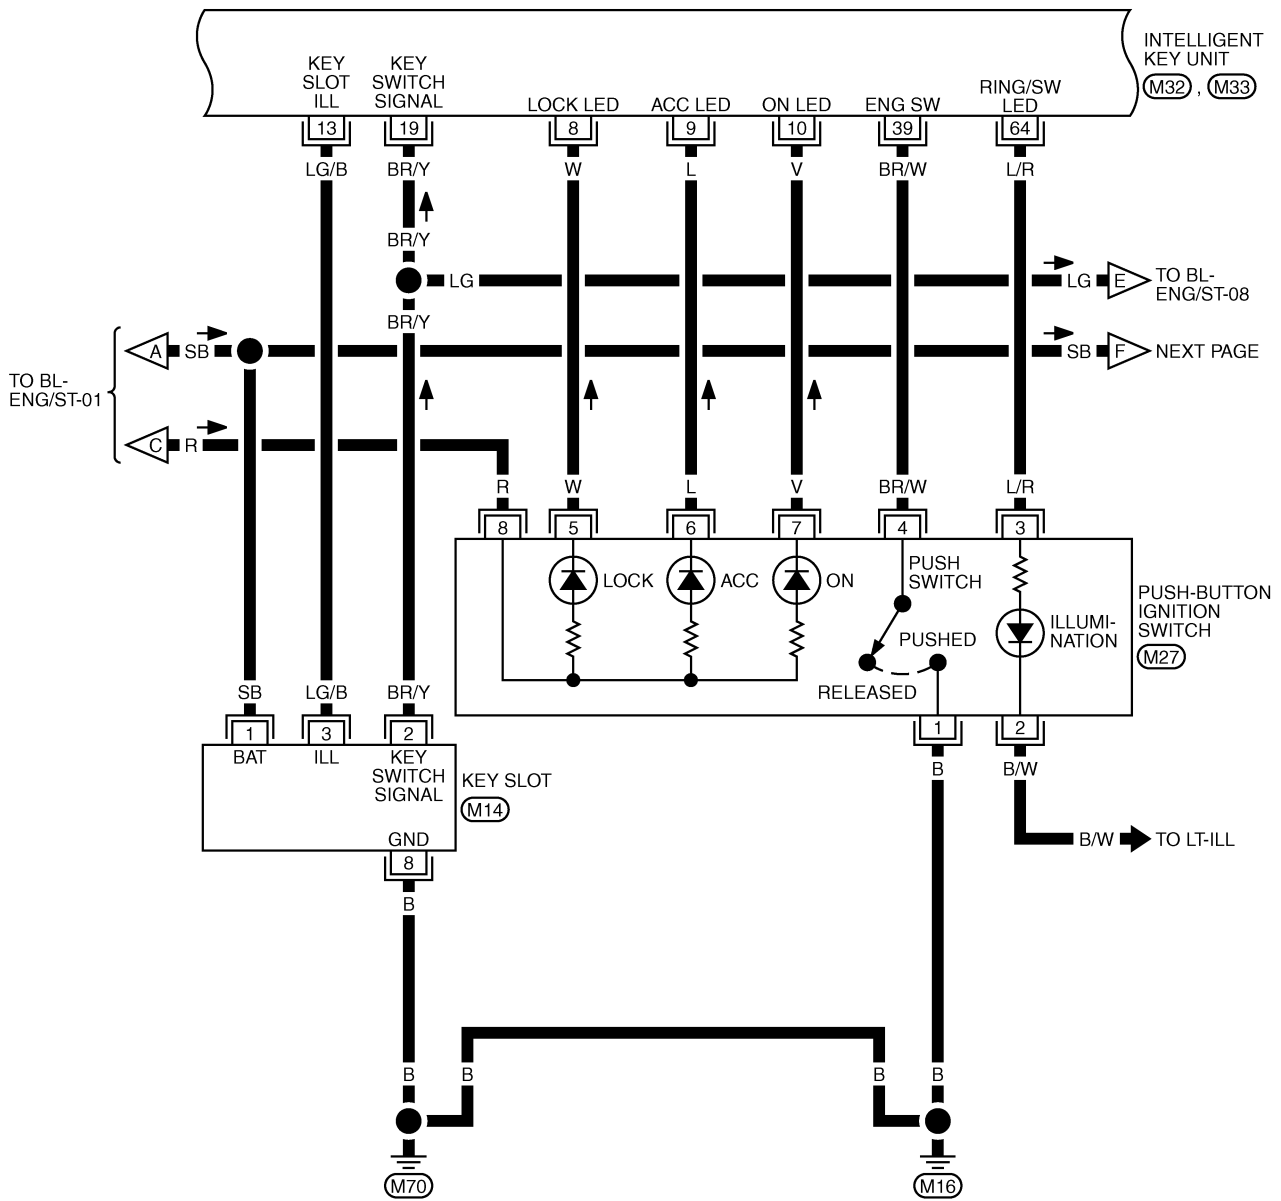 INTELLIGENT
KEY UNIT
M32 , M33
KEY
SLOT
ILL
KEY
SWITCH
SIGNAL
LOCK LED
ACC LED
ON LED
ENG SW
RING/SW
LED
13
19
8
9
10
39
64
LG/B
BR/Y
W
L
V
BR/W
L/R
BR/Y
LG
LG
E
TO BL-
ENG/ST-08
BR/Y
A
SB
SB
F
NEXT PAGE
TO BL-
ENG/ST-01
C
R
R
W
L
V
BR/W
L/R
8
5
6
7
4
3
LOCK
ACC
ON
PUSH
SWITCH
PUSHED
RELEASED
ILLUMI-
NATION
PUSH-BUTTON
IGNITION
SWITCH
M27
SB
LG/B
BR/Y
1
3
2
1
2
BAT
ILL
KEY
SWITCH
SIGNAL
KEY SLOT
M14
B
B/W
GND
8
B/W
TO LT-ILL
B
B
B
B
B
M70
M16